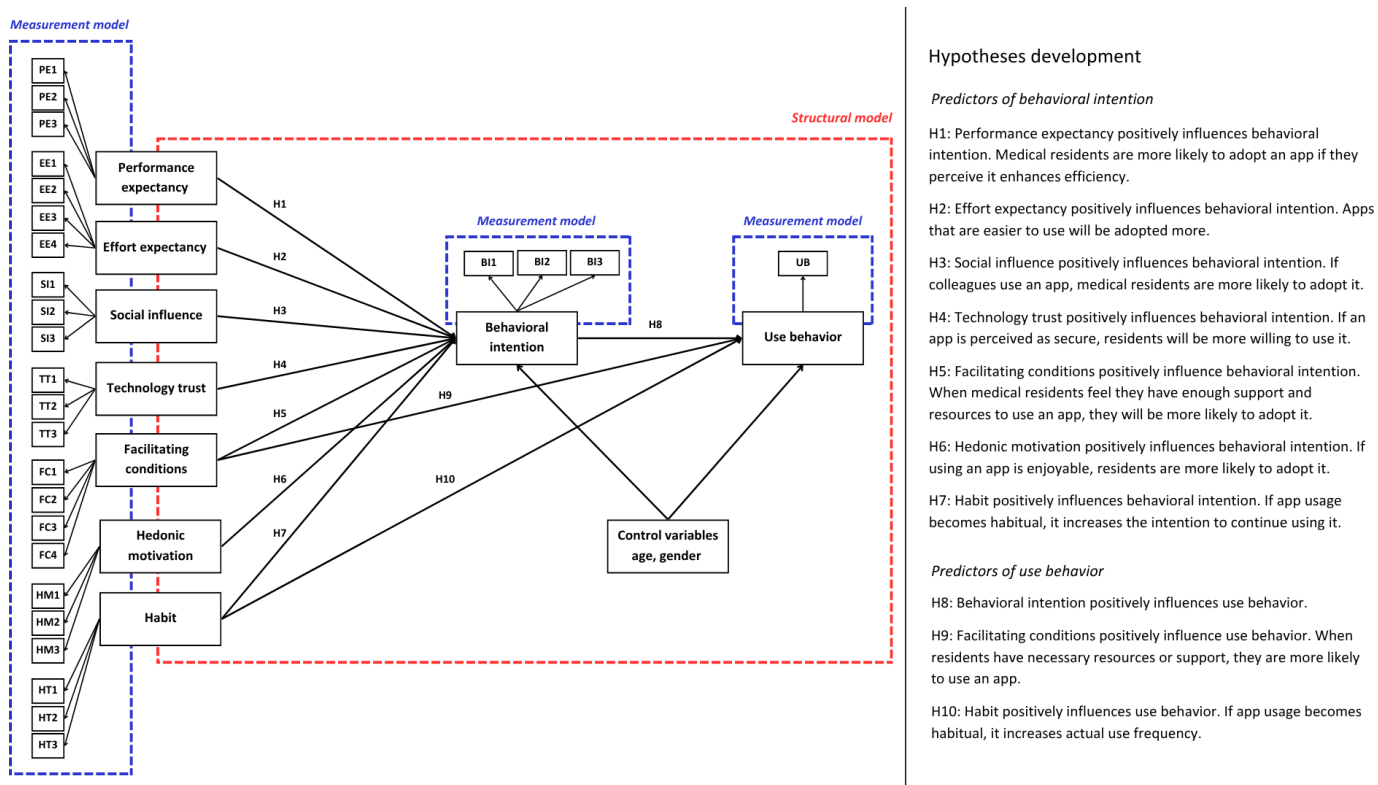 Measurement model
PE1
PE2
PE3
EE1
EE2
EE3
EE4
SI1
SI2
SI3
TT1
TT2
TT3
FC1
FC2
FC3
FC4
HM1
HM2
HM3
HT1
HT2
HT3
Performance
expectancy
Effort expectancy
Social influence
Technology trust
Facilitating
conditions
Hedonic
motivation
Habit
Structural model
H1
H2
H3
H4
H5
H6
H7
H8
H9
H10
Measurement model
BI1
BI2
BI3
Behavioral
intention
Measurement model
UB
Use behavior
Control variables
age, gender
Hypotheses development
Predictors of behavioral intention
H1: Performance expectancy positively influences behavioral
intention. Medical residents are more likely to adopt an app if they
perceive it enhances efficiency.
H2: Effort expectancy positively influences behavioral intention. Apps
that are easier to use will be adopted more.
H3: Social influence positively influences behavioral intention. If
colleagues use an app, medical residents are more likely to adopt it.
H4: Technology trust positively influences behavioral intention. If an
app is perceived as secure, residents will be more willing to use it.
H5: Facilitating conditions positively influence behavioral intention.
When medical residents feel they have enough support and
resources to use an app, they will be more likely to adopt it.
H6: Hedonic motivation positively influences behavioral intention. If
using an app is enjoyable, residents are more likely to adopt it.
H7: Habit positively influences behavioral intention. If app usage
becomes habitual, it increases the intention to continue using it.
Predictors of use behavior
H8: Behavioral intention positively influences use behavior.
H9: Facilitating conditions positively influence use behavior. When
residents have necessary resources or support, they are more likely
to use an app.
H10: Habit positively influences use behavior. If app usage becomes
habitual, it increases actual use frequency.